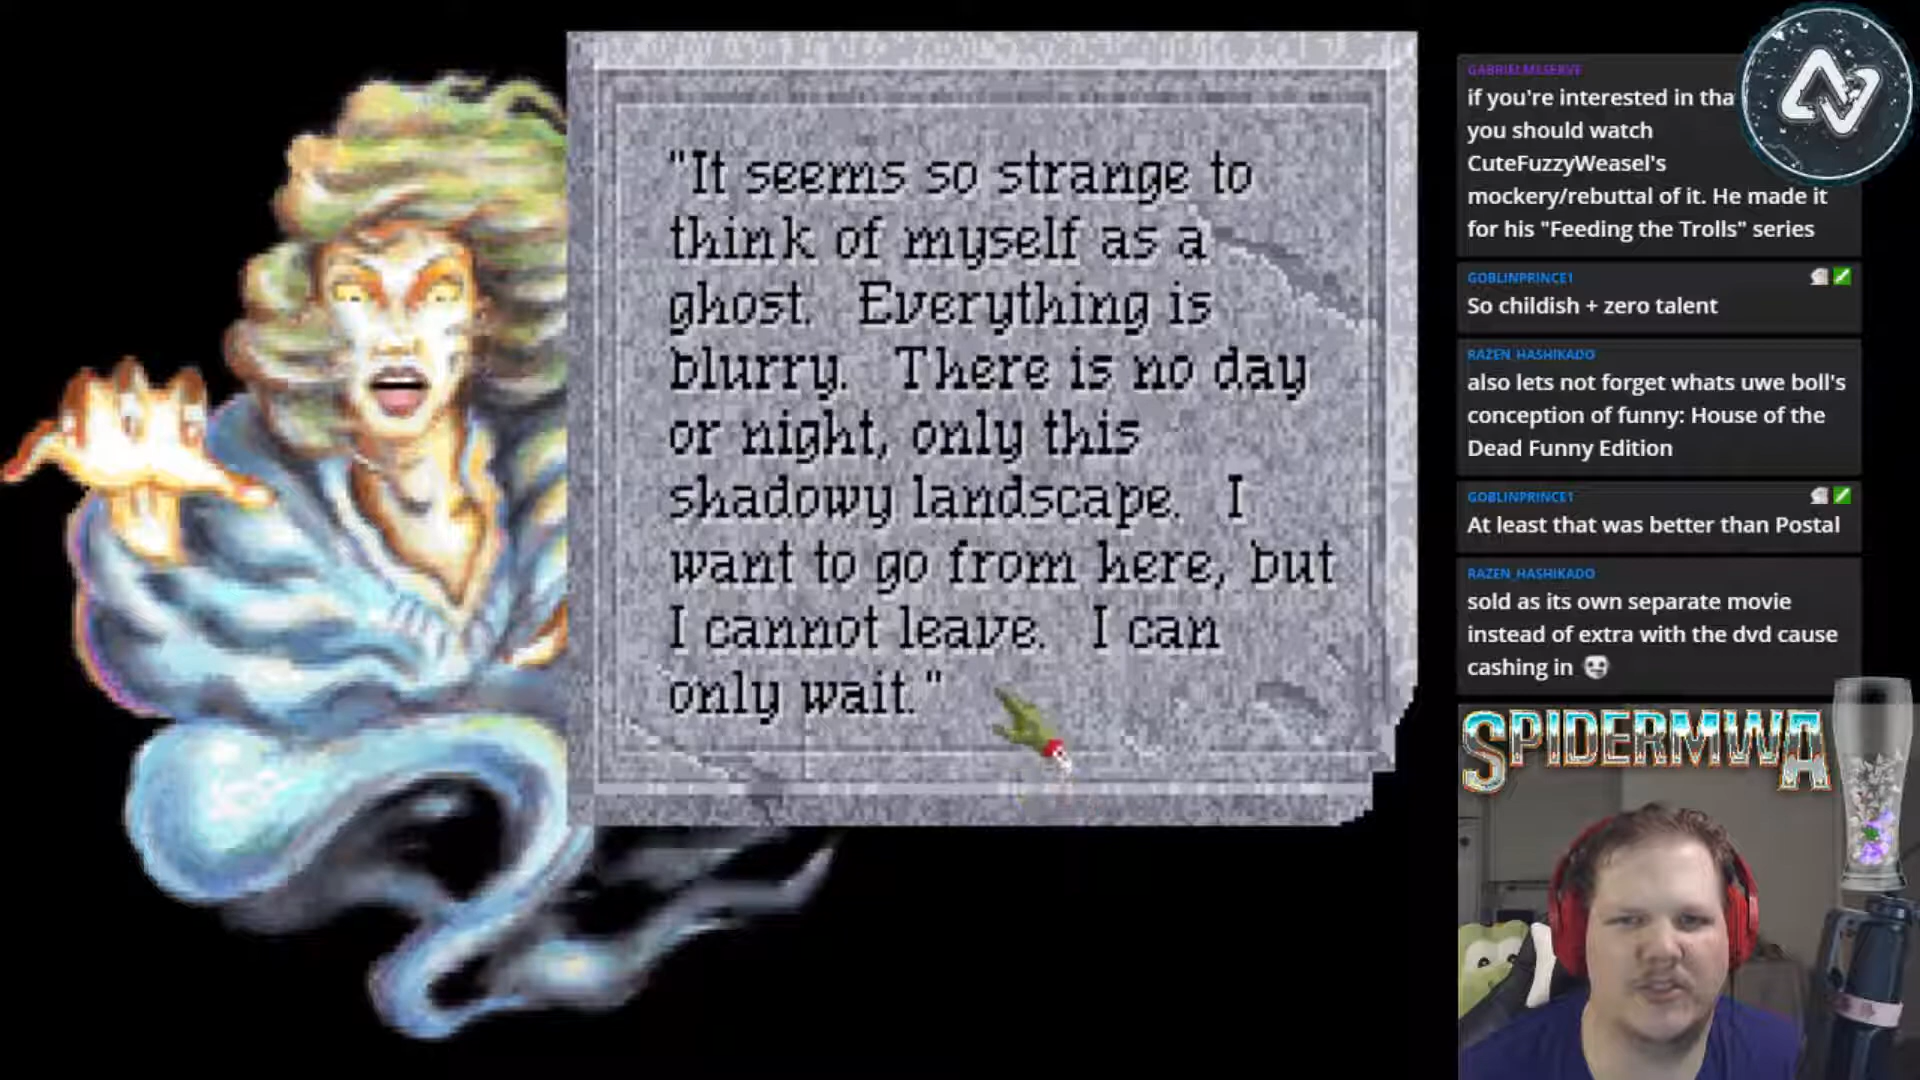 "It seems so strange to
think of myself as a
ghost. Everything is
blurry. There is no day
or night, only this
shadowy landscape. I
want to go from here, but
I cannot leave. I can
only wait."
GABRIELMESERVE
if you're interested in tha
you should watch
CuteFuzzyWeasel's
mockery/rebuttal of it. He made it
for his "Feeding the Trolls" series
GOBLINPRINCE1
So childish + zero talent
RAZEN_HASHIKADO
also lets not forget whats uwe boll's
conception of funny: House of the
Dead Funny Edition
GOBLINPRINCE1
At least that was better than Postal
RAZEN_HASHIKADO
sold as its own separate movie
instead of extra with the dvd cause
cashing in
SPIDERMWA